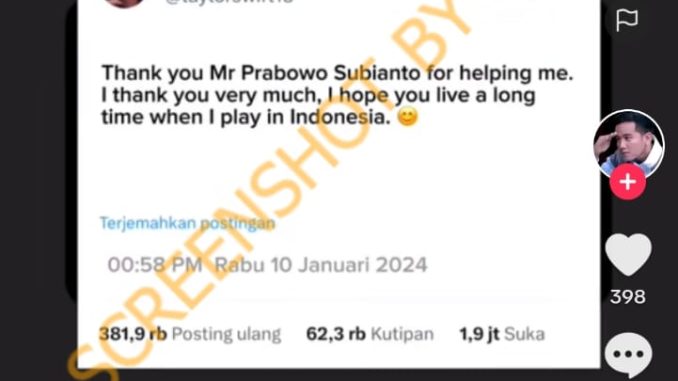 @taylorswift13
Thank you Mr Prabowo Subianto for helping me.
I thank you very much, I hope you live a long
time when I play in Indonesia. 😊
Terjemahkan postingan
00:58 PM Rabu 10 Januari 2024
381,9 rb Posting ulang 62,3 rb Kutipan 1,9 jt Suka
SCREENSHOT BY
398